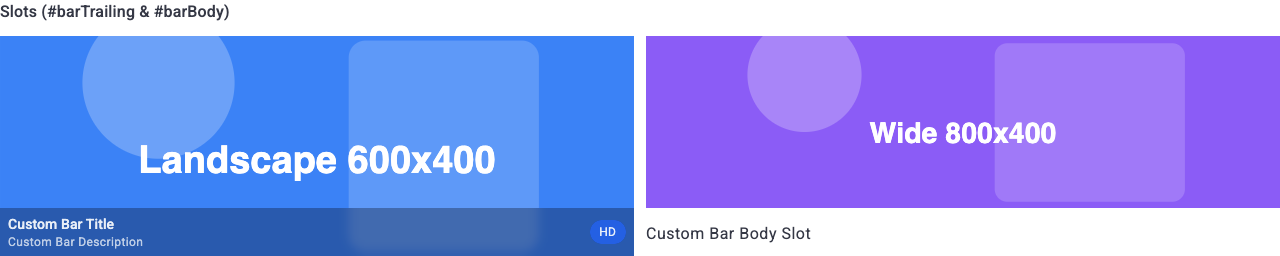 Slots (#barTrailing & #barBody)
Landscape 600x400
Custom Bar Title
Custom Bar Description
HD
Wide 800x400
Custom Bar Body Slot